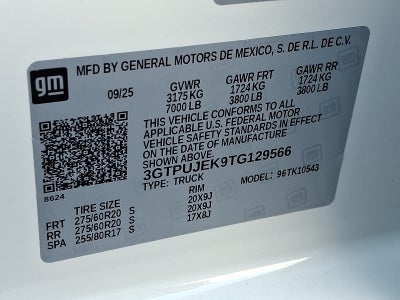 gm
MFD BY GENERAL MOTORS DE MEXICO, S. DE R.L. DE C.V.
09/25 GVWR GAWR FRT GAWR RR
3175 KG 1724 KG 1724 KG
7000 LB 3800 LB 3800 LB
THIS VEHICLE CONFORMS TO ALL
APPLICABLE U.S. FEDERAL MOTOR
VEHICLE SAFETY STANDARDS IN EFFECT
ON THE DATE OF MANUFACTURE SHOWN ABOVE.
3GTPUJEK9TG129566
8624 TYPE: TRUCK MODEL: 96TK10543
TIRE SIZE RIM
FRT 275/60R20 S 20X9J
RR 275/60R20 S 20X9J
SPA 255/80R17 S 17X8J